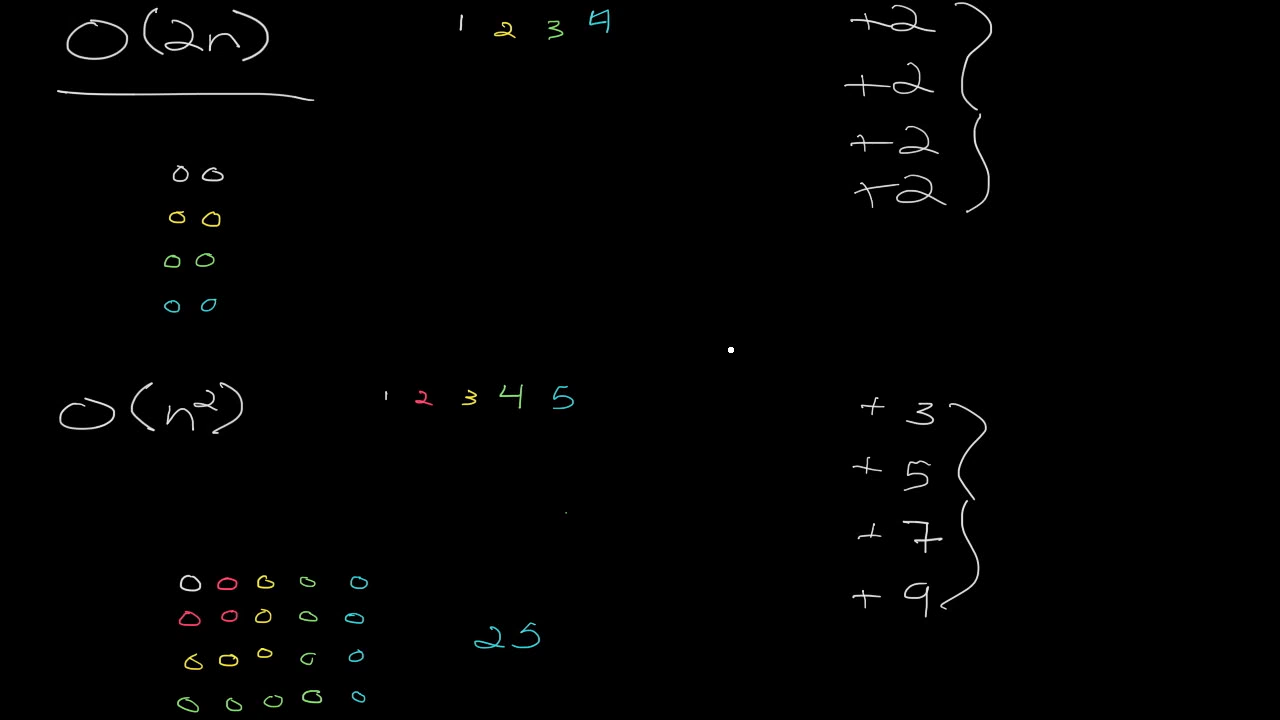 O(2n)
1 2 3 4
+2
+2
+2
+2
O(n²)
1 2 3 4 5
+ 3
+ 5
+ 7
+ 9
25